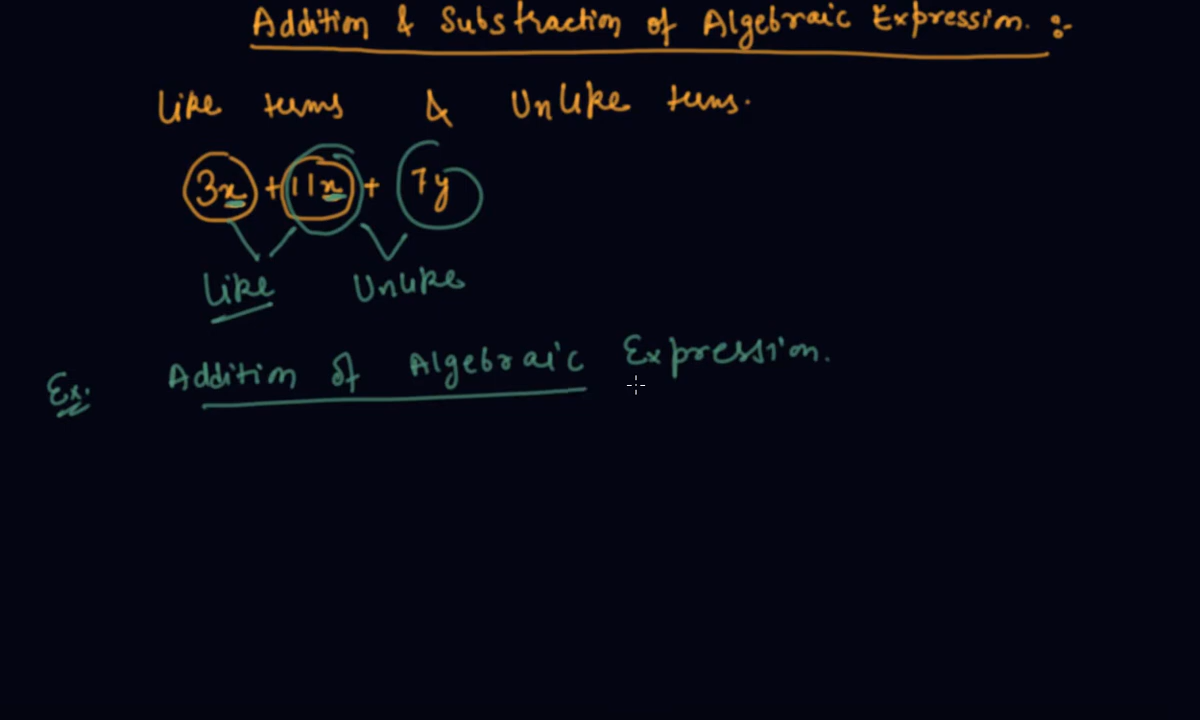 Addition & Substraction of Algebraic Expression. :-
Like terms & Unlike terms.
3x + 11x + 7y
Like Unlike
Ex. Addition of Algebraic Expression.